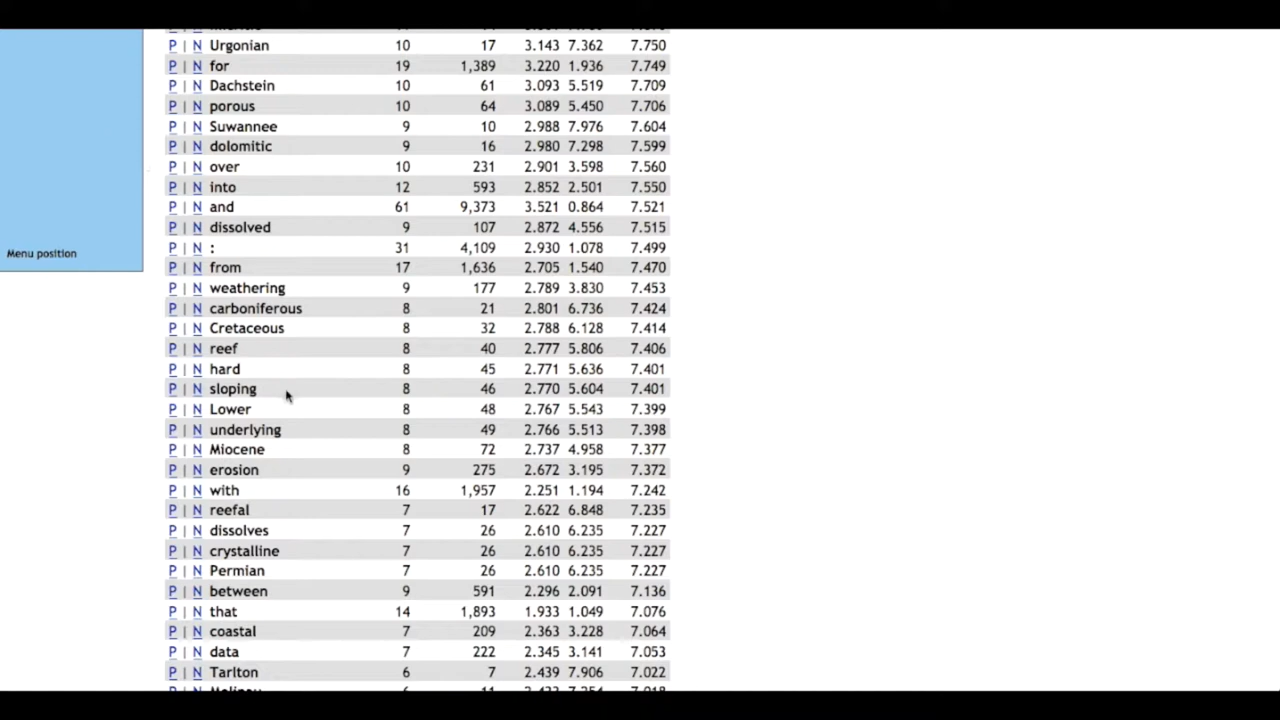 P | N Urgonian 10 17 3.143 7.362 7.750
P | N for 19 1,389 3.220 1.936 7.749
P | N Dachstein 10 61 3.093 5.519 7.709
P | N porous 10 64 3.089 5.450 7.706
P | N Suwannee 9 10 2.988 7.976 7.604
P | N dolomitic 9 16 2.980 7.298 7.599
P | N over 10 231 2.901 3.598 7.560
P | N into 12 593 2.852 2.501 7.550
P | N and 61 9,373 3.521 0.864 7.521
P | N dissolved 9 107 2.872 4.556 7.515
Menu position
P | N : 31 4,109 2.930 1.078 7.499
P | N from 17 1,636 2.705 1.540 7.470
P | N weathering 9 177 2.789 3.830 7.453
P | N carboniferous 8 21 2.801 6.736 7.424
P | N Cretaceous 8 32 2.788 6.128 7.414
P | N reef 8 40 2.777 5.806 7.406
P | N hard 8 45 2.771 5.636 7.401
P | N sloping 8 46 2.770 5.604 7.401
P | N Lower 8 48 2.767 5.543 7.399
P | N underlying 8 49 2.766 5.513 7.398
P | N Miocene 8 72 2.737 4.958 7.377
P | N erosion 9 275 2.672 3.195 7.372
P | N with 16 1,957 2.251 1.194 7.242
P | N reefal 7 17 2.622 6.848 7.235
P | N dissolves 7 26 2.610 6.235 7.227
P | N crystalline 7 26 2.610 6.235 7.227
P | N Permian 7 26 2.610 6.235 7.227
P | N between 9 591 2.296 2.091 7.136
P | N that 14 1,893 1.933 1.049 7.076
P | N coastal 7 209 2.363 3.228 7.064
P | N data 7 222 2.345 3.141 7.053
P | N Tarlton 6 7 2.439 7.906 7.022